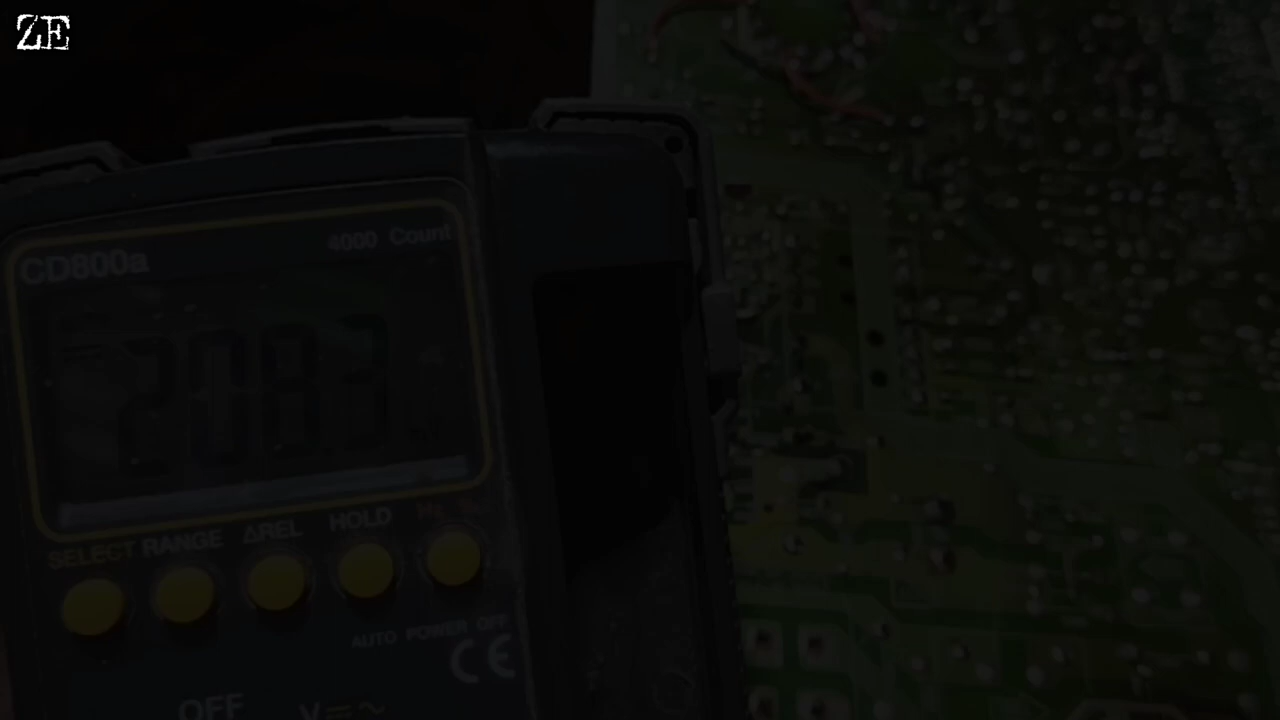 ZE
4000 Count
CD800a
SELECT RANGE ΔREL HOLD
AUTO POWER OFF
CE
OFF V